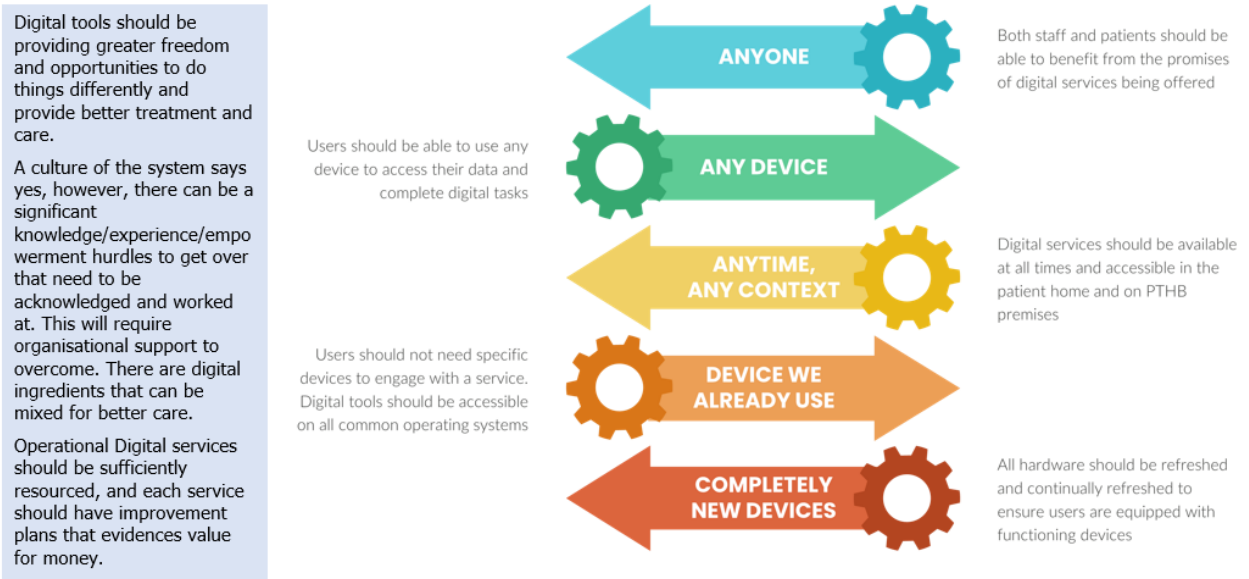 Digital tools should be
providing greater freedom
and opportunities to do
things differently and
provide better treatment and
care.
A culture of the system says
yes, however, there can be a
significant
knowledge/experience/empo
werment hurdles to get over
that need to be
acknowledged and worked
at. This will require
organisational support to
overcome. There are digital
ingredients that can be
mixed for better care.
Operational Digital services
should be sufficiently
resourced, and each service
should have improvement
plans that evidences value
for money.
ANYONE
Both staff and patients should be
able to benefit from the promises
of digital services being offered
Users should be able to use any
device to access their data and
complete digital tasks
ANY DEVICE
ANYTIME,
ANY CONTEXT
Digital services should be available
at all times and accessible in the
patient home and on PTHB
premises
Users should not need specific
devices to engage with a service.
Digital tools should be accessible
on all common operating systems
DEVICE WE
ALREADY USE
COMPLETELY
NEW DEVICES
All hardware should be refreshed
and continually refreshed to
ensure users are equipped with
functioning devices